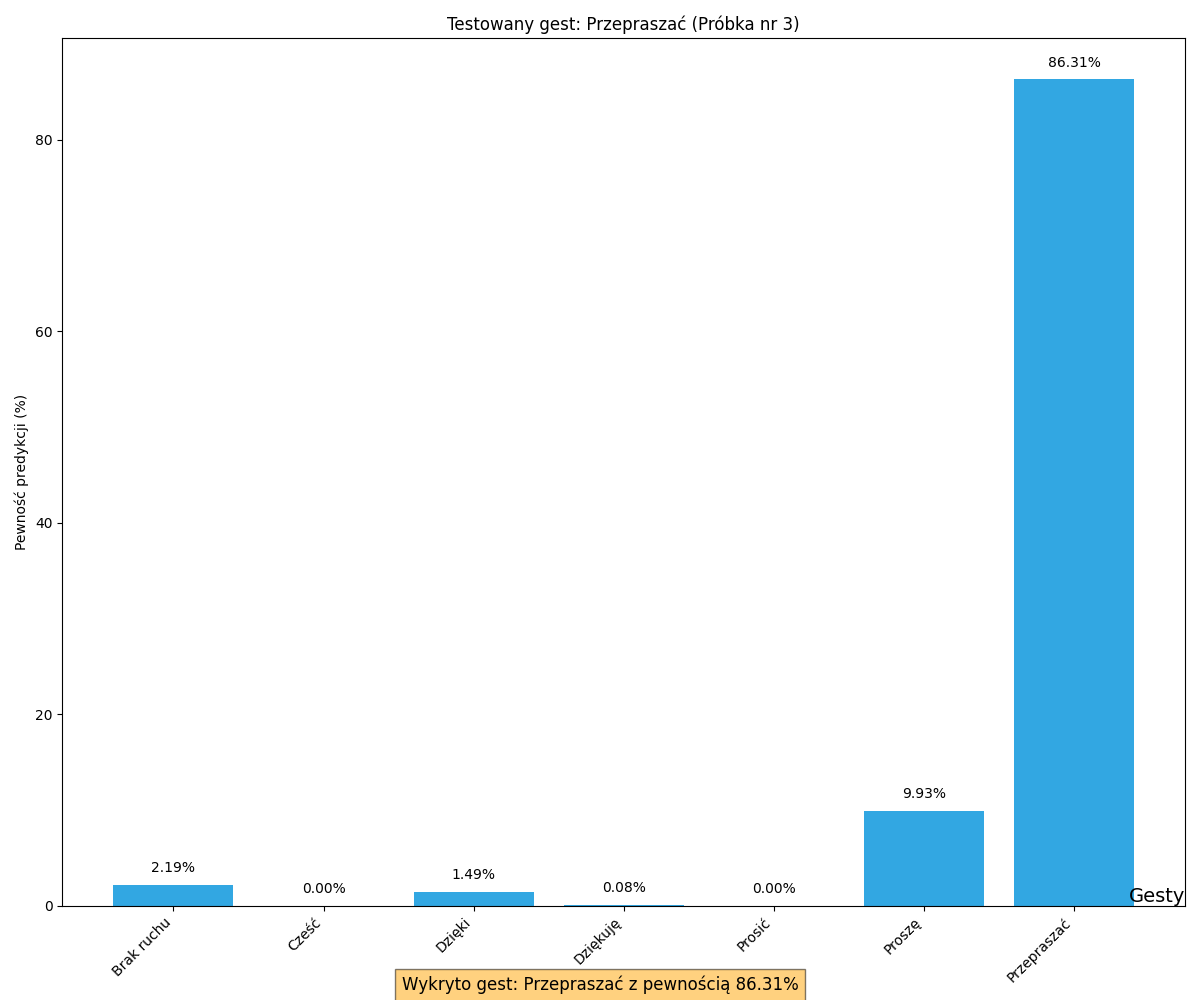 Testowany gest: Przepraszać (Próbka nr 3)
86.31%
80
60
Pewność predykcji (%)
40
20
9.93%
2.19%
1.49%
0.00%
0.08%
0.00%
Gesty
0
Brak ruchu
Cześć
Dzięki
Dziękuję
Prosić
Proszę
Przepraszać
Wykryto gest: Przepraszać z pewnością 86.31%